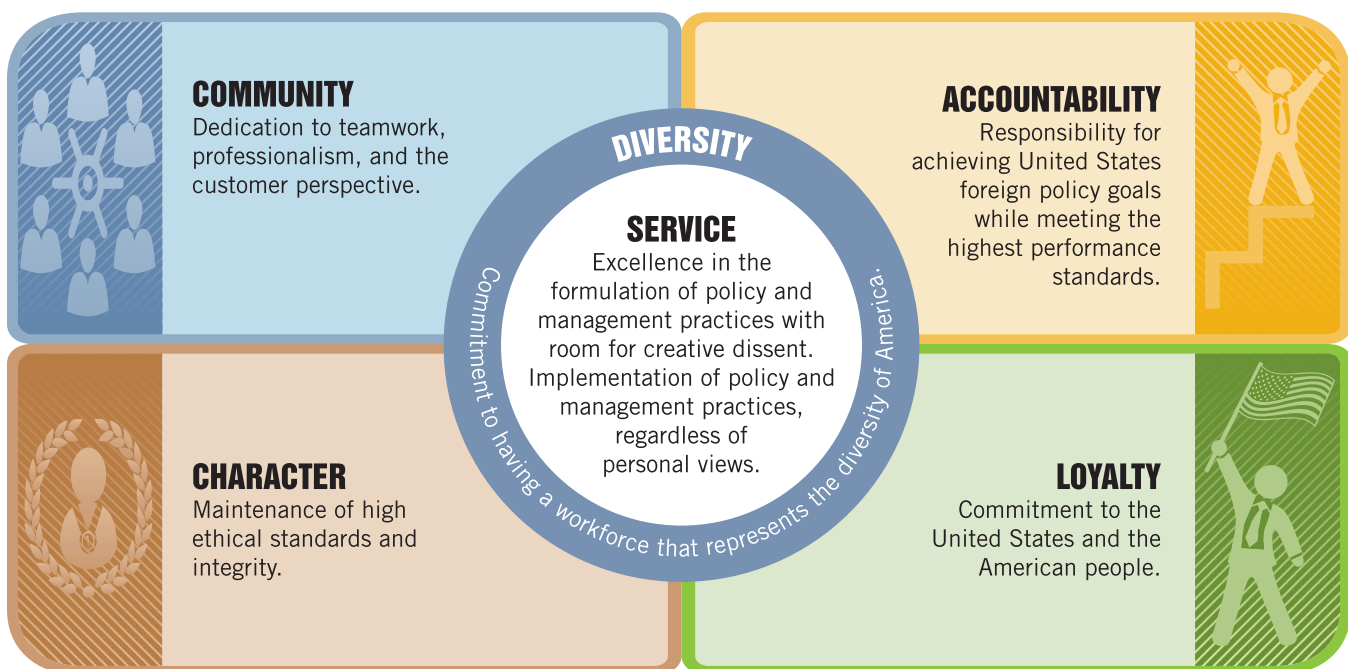 COMMUNITY
Dedication to teamwork,
professionalism, and the
customer perspective.
ACCOUNTABILITY
Responsibility for
achieving United States
foreign policy goals
while meeting the
highest performance
standards.
DIVERSITY
Commitment to having a workforce that represents the diversity of America.
SERVICE
Excellence in the
formulation of policy and
management practices with
room for creative dissent.
Implementation of policy and
management practices,
regardless of
personal views.
CHARACTER
Maintenance of high
ethical standards and
integrity.
LOYALTY
Commitment to the
United States and the
American people.